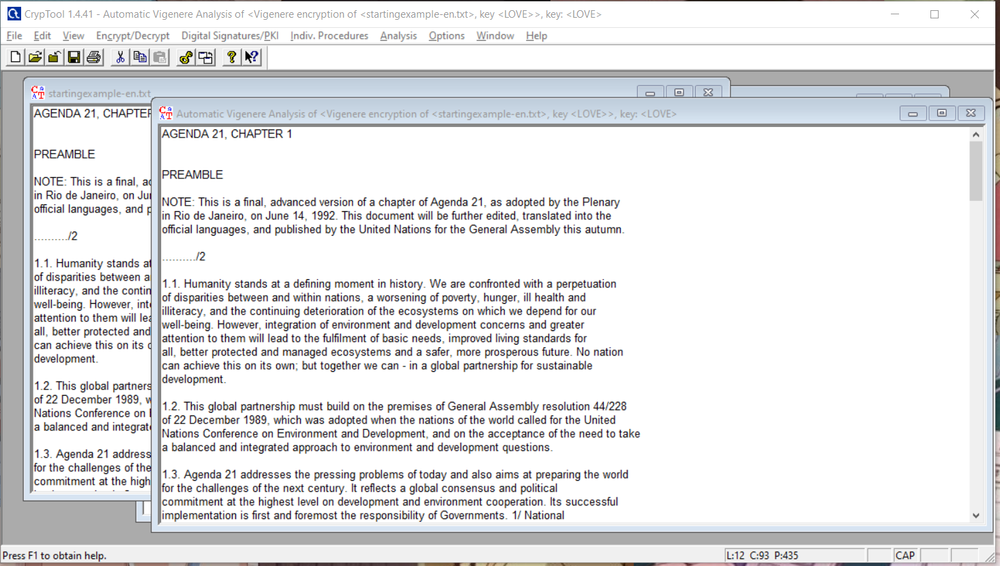 CrypTool 1.4.41 - Automatic Vigenere Analysis of <Vigenere encryption of <startingexample-en.txt>, key <LOVE>>, key: <LOVE>
File Edit View Encrypt/Decrypt Digital Signatures/PKI Indiv. Procedures Analysis Options Window Help
startingexample-en.txt
AGENDA 21, CHAPTER
PREAMBLE
NOTE: This is a final, ad
in Rio de Janeiro, on Jun
official languages, and p
........../2
1.1. Humanity stands at
of disparities between a
illiteracy, and the contin
well-being. However, inte
attention to them will lea
all, better protected and
can achieve this on its o
development.
1.2. This global partners
of 22 December 1989, w
Nations Conference on
a balanced and integrate
1.3. Agenda 21 address
for the challenges of the
commitment at the high
Automatic Vigenere Analysis of <Vigenere encryption of <startingexample-en.txt>, key <LOVE>>, key: <LOVE>
AGENDA 21, CHAPTER 1
PREAMBLE
NOTE: This is a final, advanced version of a chapter of Agenda 21, as adopted by the Plenary
in Rio de Janeiro, on June 14, 1992. This document will be further edited, translated into the
official languages, and published by the United Nations for the General Assembly this autumn.
........../2
1.1. Humanity stands at a defining moment in history. We are confronted with a perpetuation
of disparities between and within nations, a worsening of poverty, hunger, ill health and
illiteracy, and the continuing deterioration of the ecosystems on which we depend for our
well-being. However, integration of environment and development concerns and greater
attention to them will lead to the fulfilment of basic needs, improved living standards for
all, better protected and managed ecosystems and a safer, more prosperous future. No nation
can achieve this on its own; but together we can - in a global partnership for sustainable
development.
1.2. This global partnership must build on the premises of General Assembly resolution 44/228
of 22 December 1989, which was adopted when the nations of the world called for the United
Nations Conference on Environment and Development, and on the acceptance of the need to take
a balanced and integrated approach to environment and development questions.
1.3. Agenda 21 addresses the pressing problems of today and also aims at preparing the world
for the challenges of the next century. It reflects a global consensus and political
commitment at the highest level on development and environment cooperation. Its successful
implementation is first and foremost the responsibility of Governments. 1/ National
Press F1 to obtain help.
L:12 C:93 P:435
CAP